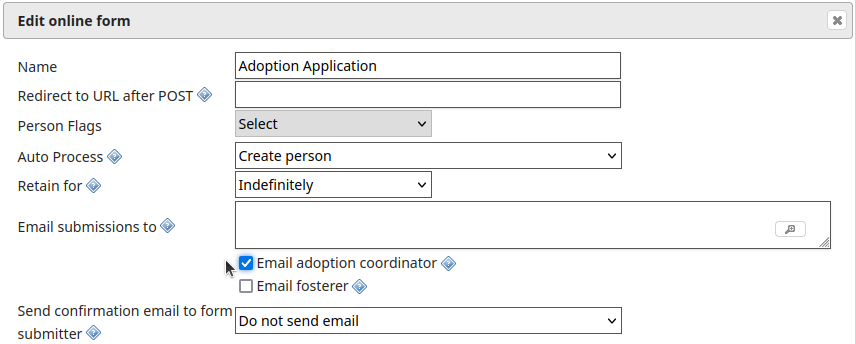 Edit online form
Name Adoption Application
Redirect to URL after POST
Person Flags Select
Auto Process Create person
Retain for Indefinitely
Email submissions to
Email adoption coordinator
Email fosterer
Send confirmation email to form
submitter Do not send email